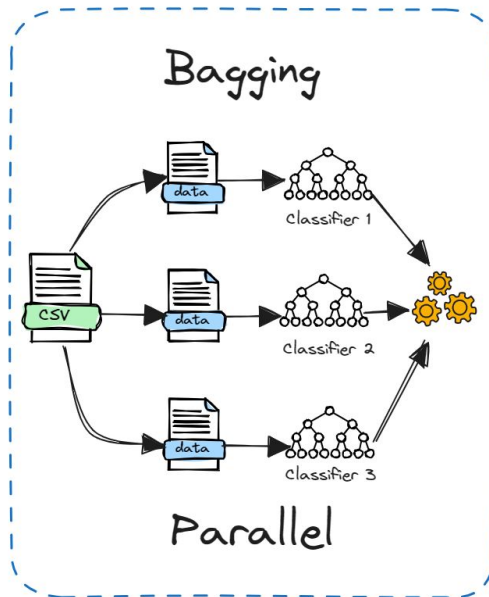 Bagging
data
Classifier 1
CSV
data
Classifier 2
data
Classifier 3
Parallel